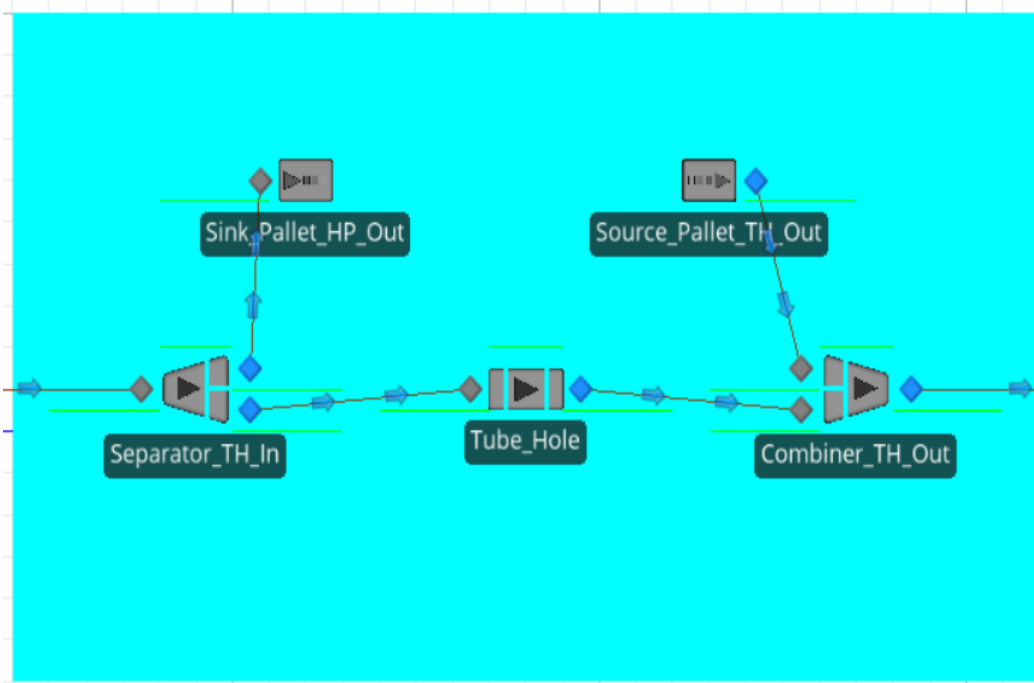 Sink_Pallet_HP_Out
Source_Pallet_TH_Out
Separator_TH_In
Tube_Hole
Combiner_TH_Out